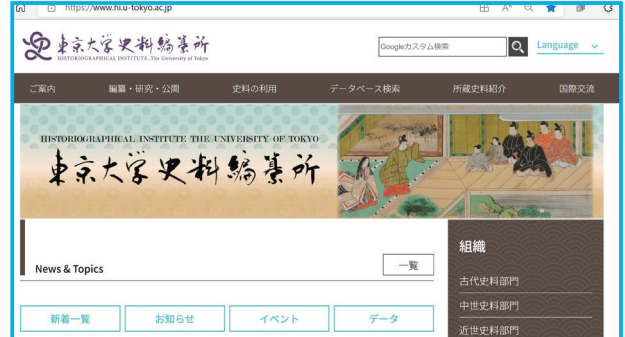 https://www.hi.u-tokyo.ac.jp
東京大学史料編纂所
HISTORIOGRAPHICAL INSTITUTE, The University of Tokyo
Googleカスタム検索
Language
ご案内 編纂・研究・公開 史料の利用 データベース検索 所蔵史料紹介 国際交流
HISTORIOGRAPHICAL INSTITUTE THE UNIVERSITY OF TOKYO
東京大学史料編纂所
News & Topics
一覧
新着一覧 お知らせ イベント データ
組織
古代史料部門
中世史料部門
近世史料部門